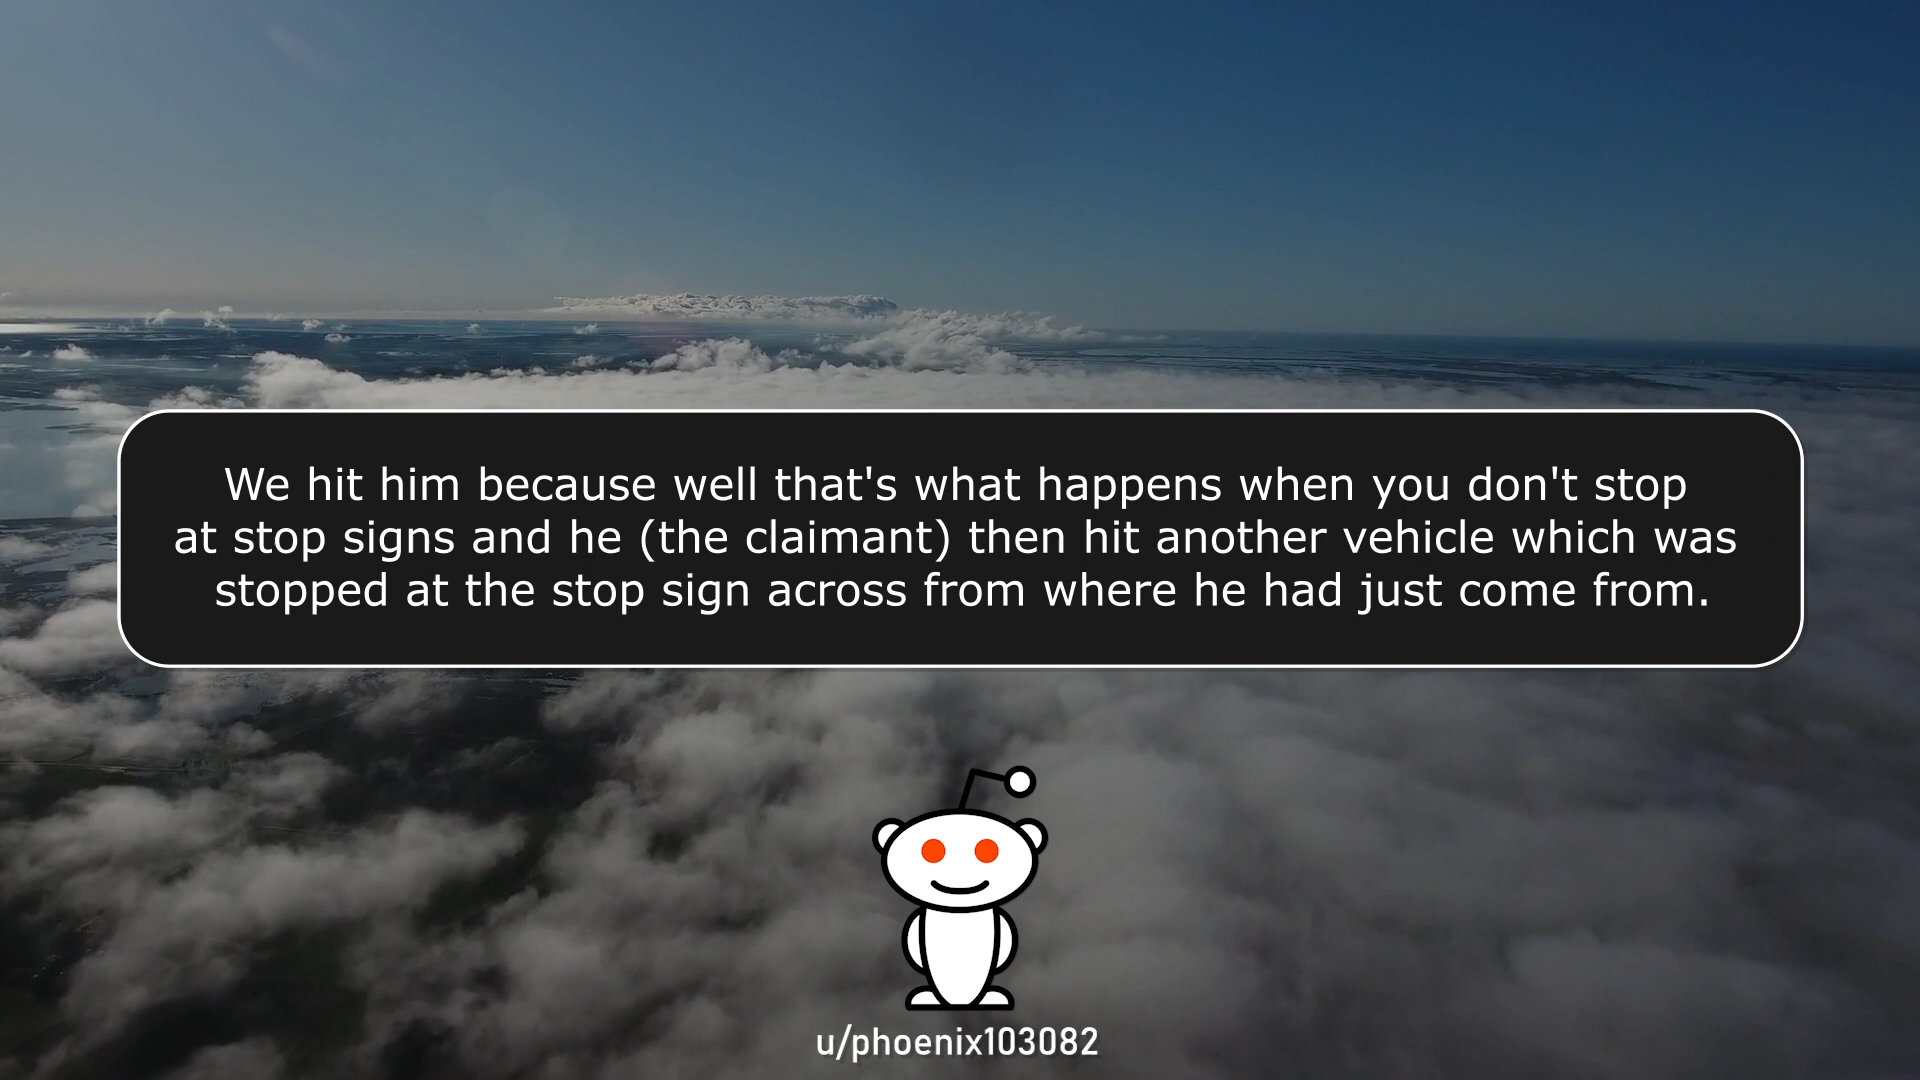 We hit him because well that's what happens when you don't stop
at stop signs and he (the claimant) then hit another vehicle which was
stopped at the stop sign across from where he had just come from.
u/phoenix103082